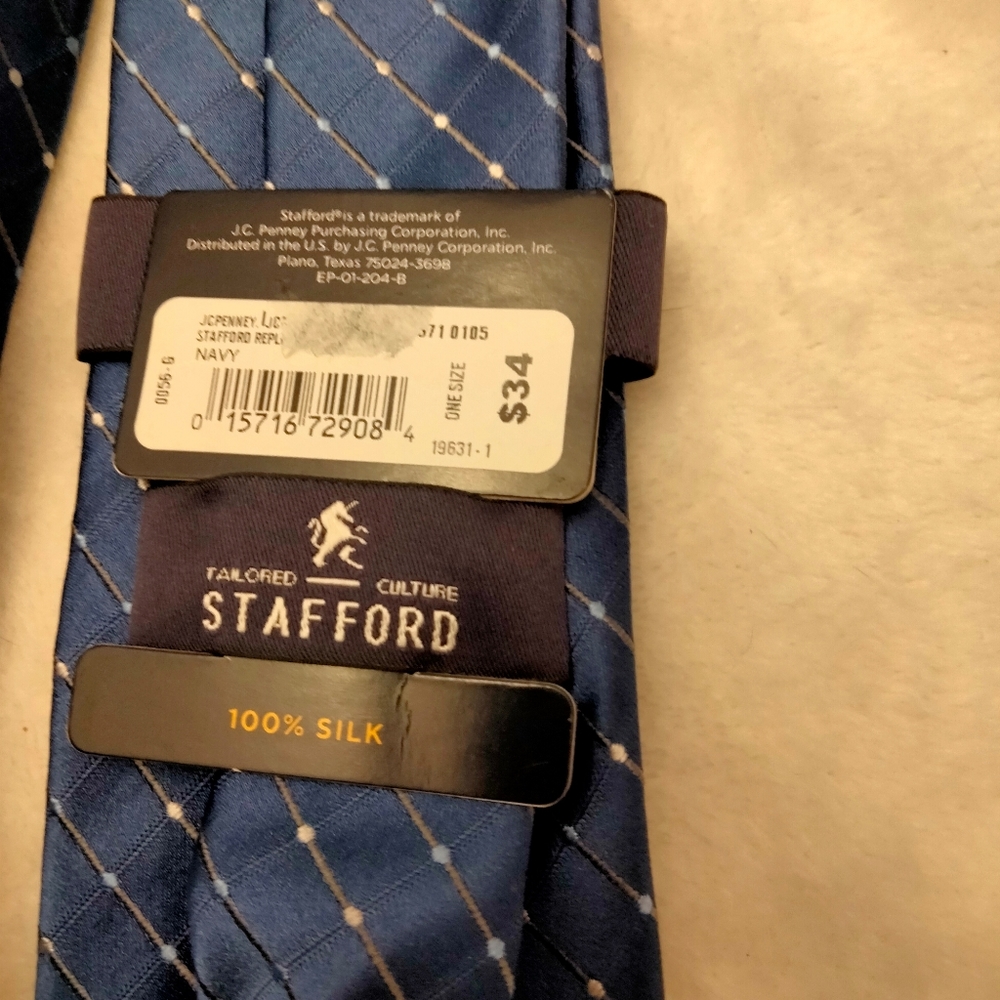 Stafford® is a trademark of
J.C. Penney Purchasing Corporation, Inc.
Distributed in the U.S. by J.C. Penney Corporation, Inc.
Plano, Texas 75024-3698
EP-01-204-B
JCPENNEY. 571 0105
STAFFORD
NAVY
0056-G
ONE SIZE
$34
0 15716 72908 4
19631-1
TAILORED CULTURE
STAFFORD
100% SILK